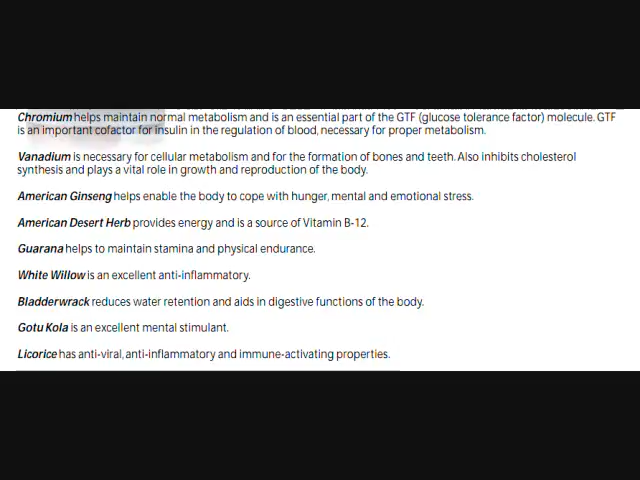 Chromium helps maintain normal metabolism and is an essential part of the GTF (glucose tolerance factor) molecule. GTF
is an important cofactor for insulin in the regulation of blood, necessary for proper metabolism.
Vanadium is necessary for cellular metabolism and for the formation of bones and teeth. Also inhibits cholesterol
synthesis and plays a vital role in growth and reproduction of the body.
American Ginseng helps enable the body to cope with hunger, mental and emotional stress.
American Desert Herb provides energy and is a source of Vitamin B-12.
Guarana helps to maintain stamina and physical endurance.
White Willow is an excellent anti-inflammatory.
Bladderwrack reduces water retention and aids in digestive functions of the body.
Gotu Kola is an excellent mental stimulant.
Licorice has anti-viral, anti-inflammatory and immune-activating properties.